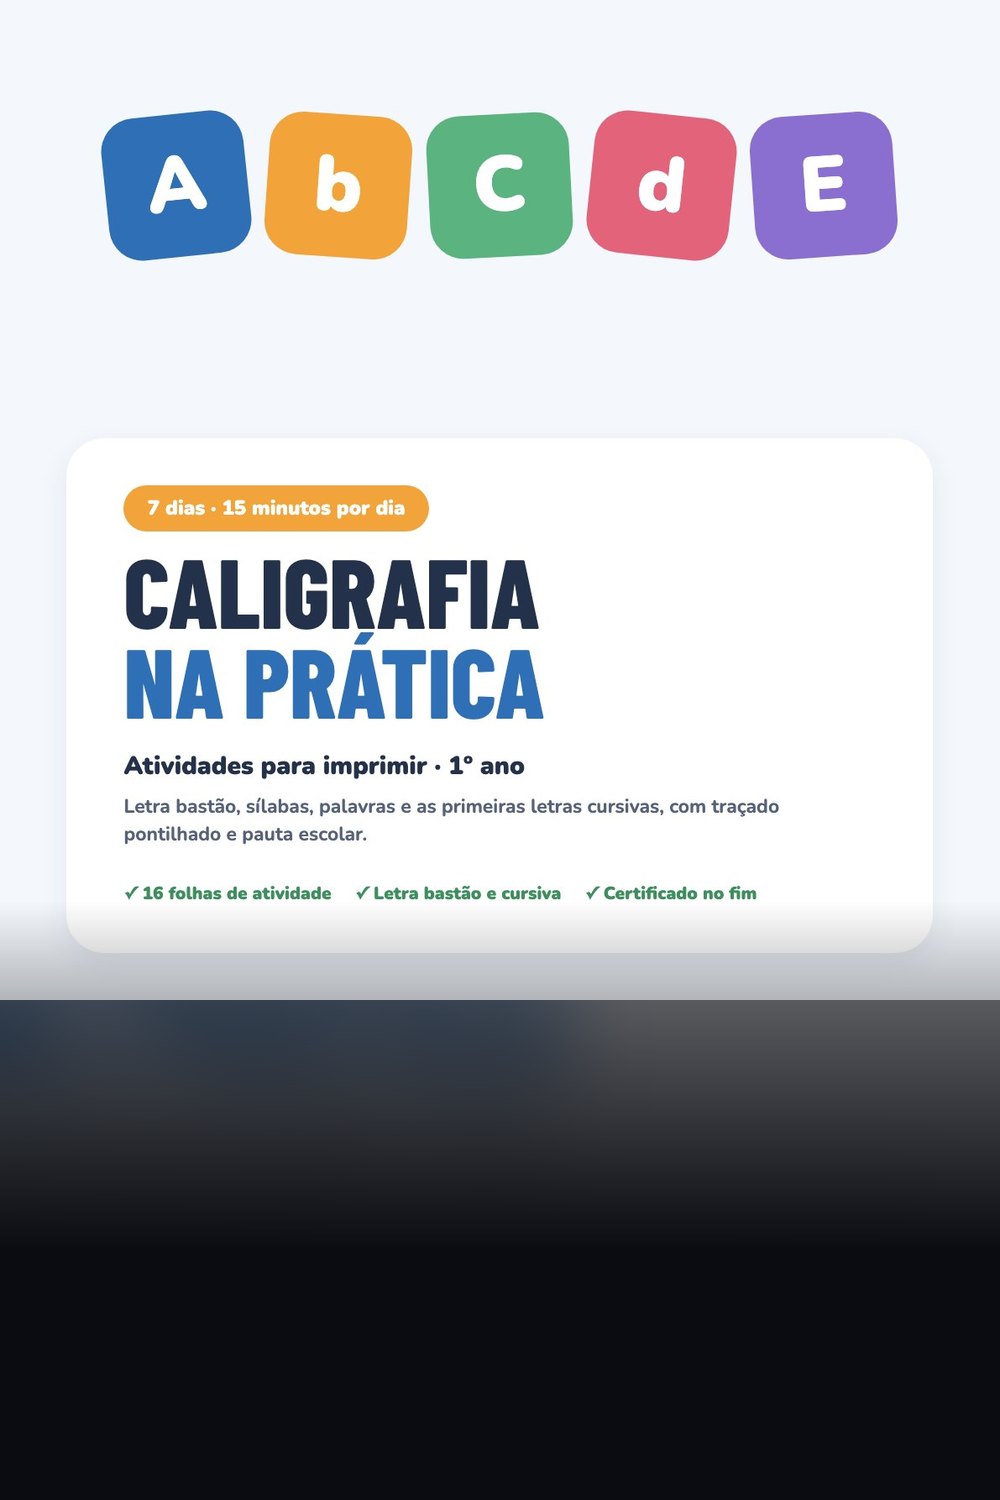 A b C d E
7 dias · 15 minutos por dia
CALIGRAFIA
NA PRÁTICA
Atividades para imprimir · 1º ano
Letra bastão, sílabas, palavras e as primeiras letras cursivas, com traçado
pontilhado e pauta escolar.
✓ 16 folhas de atividade ✓ Letra bastão e cursiva ✓ Certificado no fim